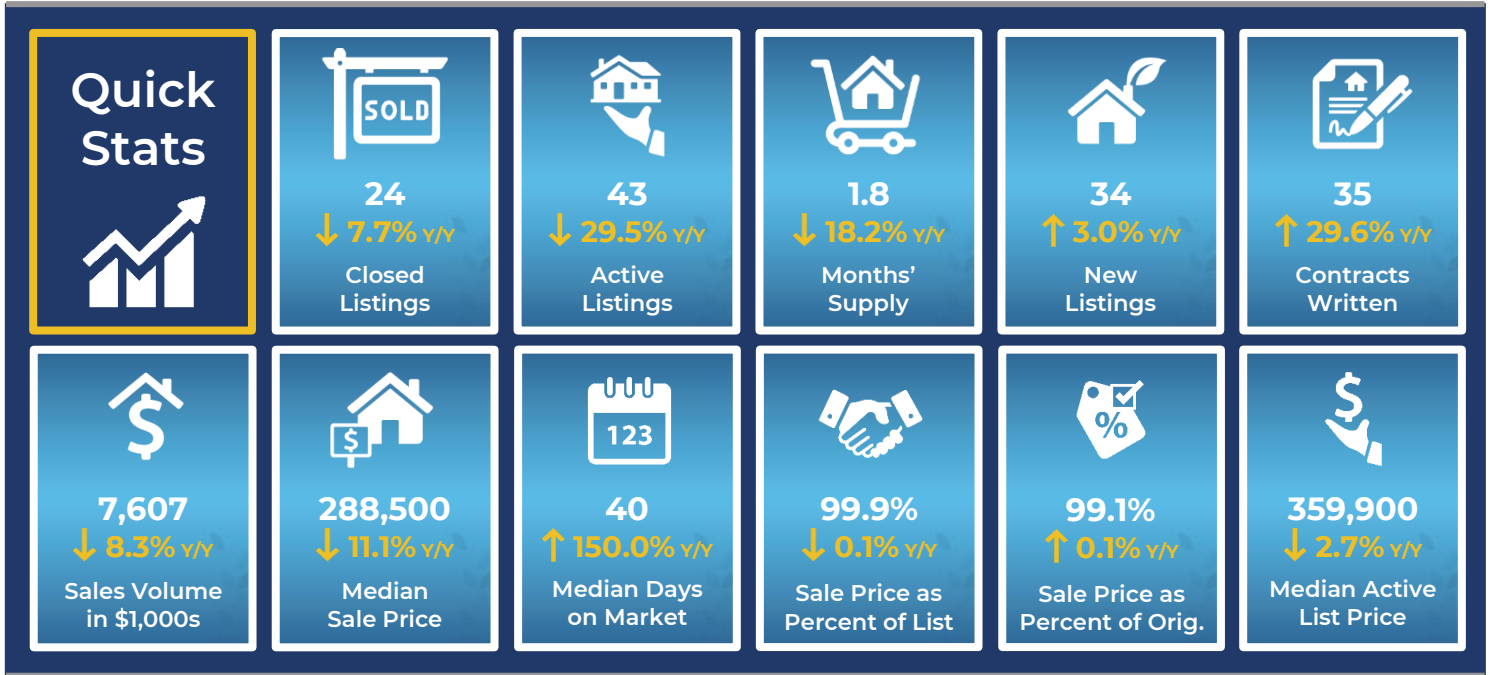 Quick
Stats
SOLD
24
↓ 7.7% Y/Y
Closed
Listings
43
↓ 29.5% Y/Y
Active
Listings
1.8
↓ 18.2% Y/Y
Months’
Supply
34
↑ 3.0% Y/Y
New
Listings
35
↑ 29.6% Y/Y
Contracts
Written
$
7,607
↓ 8.3% Y/Y
Sales Volume
in $1,000s
$
288,500
↓ 11.1% Y/Y
Median
Sale Price
123
40
↑ 150.0% Y/Y
Median Days
on Market
99.9%
↓ 0.1% Y/Y
Sale Price as
Percent of List
%
99.1%
↑ 0.1% Y/Y
Sale Price as
Percent of Orig.
$
359,900
↓ 2.7% Y/Y
Median Active
List Price